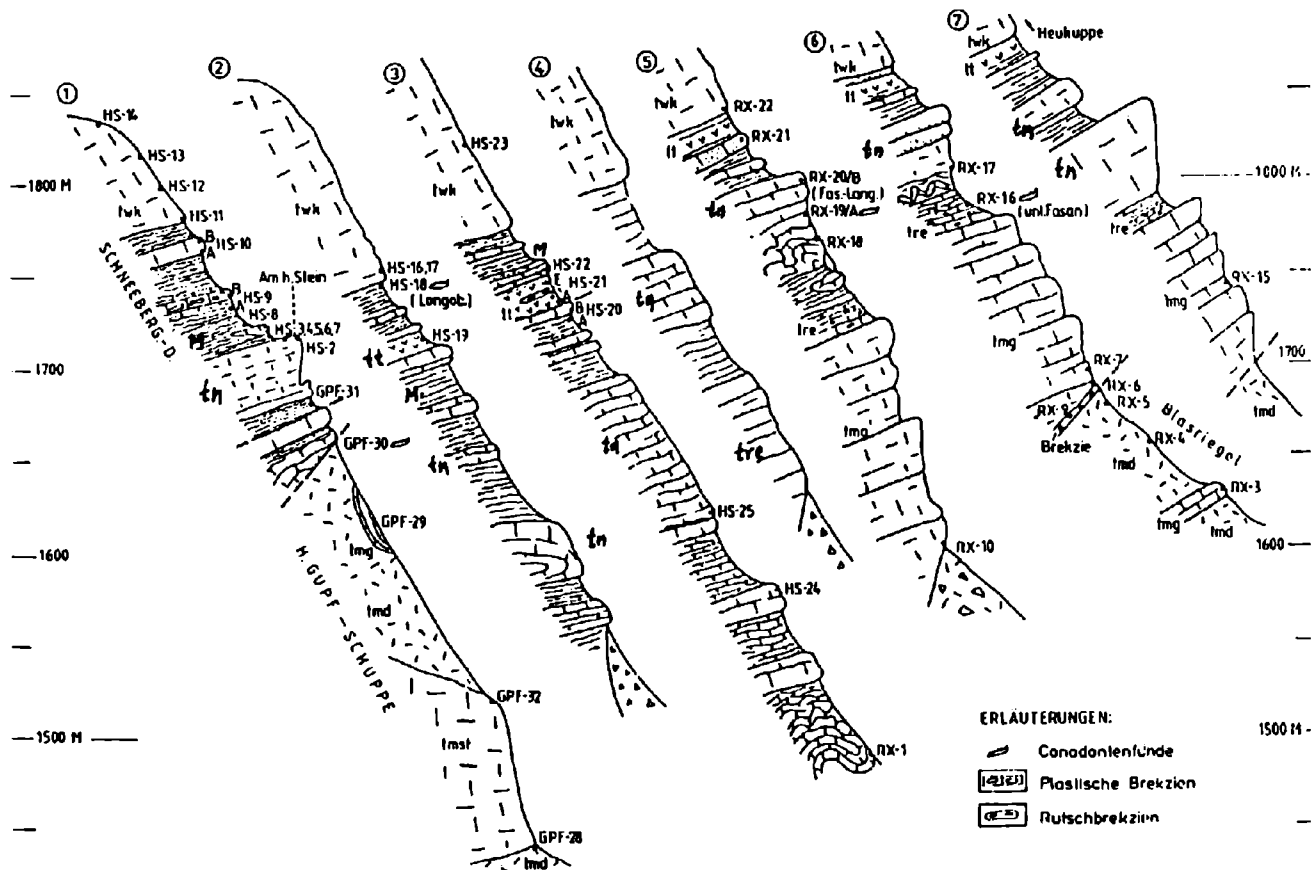 ①
HS-14
HS-13
1800 M
HS-12
twk
HS-11
B
HS-10
A
SCHNEEBERG-D.
Am h. Stein
B
HS-9
A
HS-8
M
HS-3,4,5,6,7
HS-2
1700
tn
GPF-31
GPF-30
GPF-29
tmg
1600
H. GUPF-SCHUPPE
tmd
GPF-32
1500 M
tmst
GPF-28
tmd
②
twk
HS-16,17
HS-18
(Langob.)
HS-19
tt
M
tn
tn
③
HS-23
twk
M
HS-22
E
HS-21
A
tt
B
HS-20
A
tn
HS-25
HS-24
RX-1
④
twk
tn
tre
⑤
twk
RX-22
RX-21
tt
RX-20/B
(Fas.-Lang.)
tn
RX-19/A
RX-18
tre
tmg
RX-10
⑥
twk
tt
tn
RX-17
RX-16
(unt.Fasan)
tre
tmg
RX-7
RX-6
RX-5
RX-9
Brekzie
RX-4
Blasriegel
tmd
RX-3
tmg
tmd
⑦
Heukuppe
twk
tt
tn
tn
tre
RX-15
tmg
1700
tmd
1600
1500 M
ERLÄUTERUNGEN:
Conodontenfunde
Plastische Brekzien
Rutschbrekzien